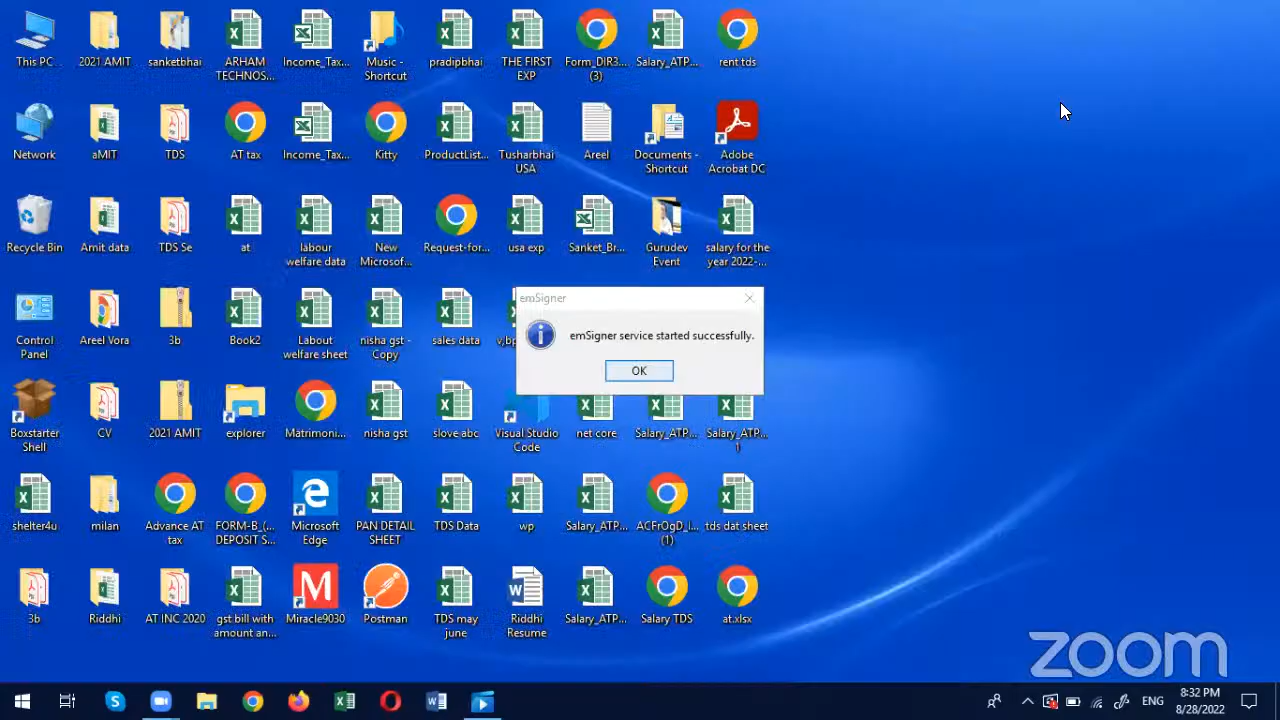 This PC
2021 AMIT
sanketbhai
ARHAM
TECHNOS...
Income_Tax...
Music -
Shortcut
pradipbhai
THE FIRST
EXP
Form_DIR3...
(3)
Salary_ATP...
rent tds
Network
aMIT
TDS
AT tax
Income_Tax...
Kitty
ProductList...
Tusharbhai
USA
Areel
Documents -
Shortcut
Adobe
Acrobat DC
Recycle Bin
Amit data
TDS Se
at
labour
welfare data
New
Microsof...
Request-for...
usa exp
Sanket_Br...
Gurudev
Event
salary for the
year 2022-...
emSigner
emSigner service started successfully.
OK
Control
Panel
Areel Vora
3b
Book2
Labout
welfare sheet
nisha gst -
Copy
sales data
Boxstarter
Shell
CV
2021 AMIT
explorer
Matrimoni...
nisha gst
slove abc
Visual Studio
Code
net core
Salary_ATP...
Salary_ATP...
1
shelter4u
milan
Advance AT
tax
FORM-B_(...
DEPOSIT S...
Microsoft
Edge
PAN DETAIL
SHEET
TDS Data
wp
Salary_ATP...
ACFrOgD_I...
(1)
tds dat sheet
3b
Riddhi
AT INC 2020
gst bill with
amount an...
Miracle9030
Postman
TDS may
june
Riddhi
Resume
Salary_ATP...
Salary TDS
at.xlsx
zoom
ENG
8:32 PM
8/28/2022